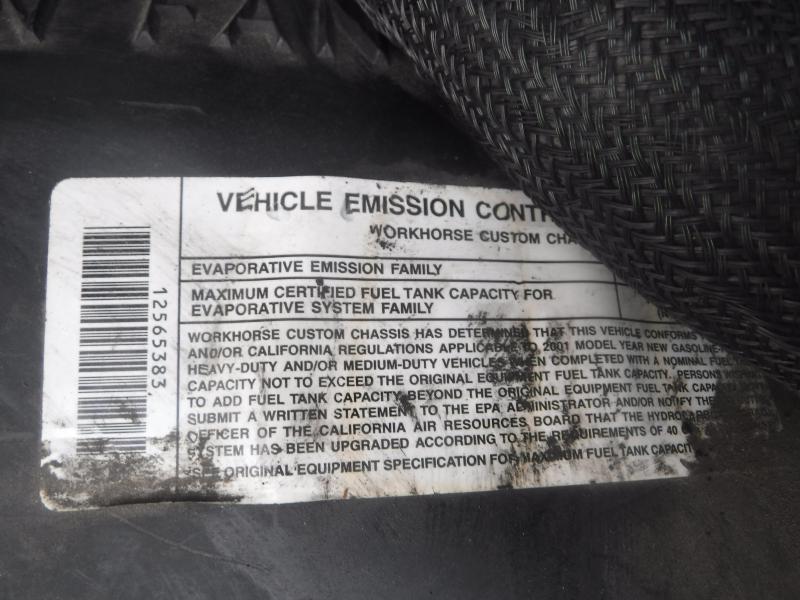 VEHICLE EMISSION CONTR
WORKHORSE CUSTOM CHA
EVAPORATIVE EMISSION FAMILY
MAXIMUM CERTIFIED FUEL TANK CAPACITY FOR
EVAPORATIVE SYSTEM FAMILY
WORKHORSE CUSTOM CHASSIS HAS DETERMINED THAT THIS VEHICLE CONFORMS
AND/OR CALIFORNIA REGULATIONS APPLICABLE TO 2001 MODEL YEAR NEW GASOLINE-
HEAVY-DUTY AND/OR MEDIUM-DUTY VEHICLES WHEN COMPLETED WITH A NOMINAL FUEL
CAPACITY NOT TO EXCEED THE ORIGINAL EQUIPMENT FUEL TANK CAPACITY. PERSONS
TO ADD FUEL TANK CAPACITY BEYOND THE ORIGINAL EQUIPMENT FUEL TANK CAPA
SUBMIT A WRITTEN STATEMENT TO THE EPA ADMINISTRATOR AND/OR NOTIFY THE
OFFICER OF THE CALIFORNIA AIR RESOURCES BOARD THAT THE HYDROCA
SYSTEM HAS BEEN UPGRADED ACCORDING TO THE REQUIREMENTS OF 40
SEE ORIGINAL EQUIPMENT SPECIFICATION FOR MAXIMUM FUEL TANK CAPACI
12565383